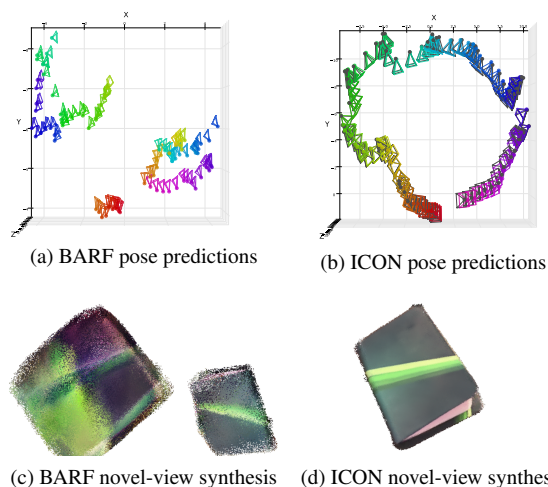 X
X
Y
Y
Z
Z
(a) BARF pose predictions
(b) ICON pose predictions
(c) BARF novel-view synthesis
(d) ICON novel-view synthes